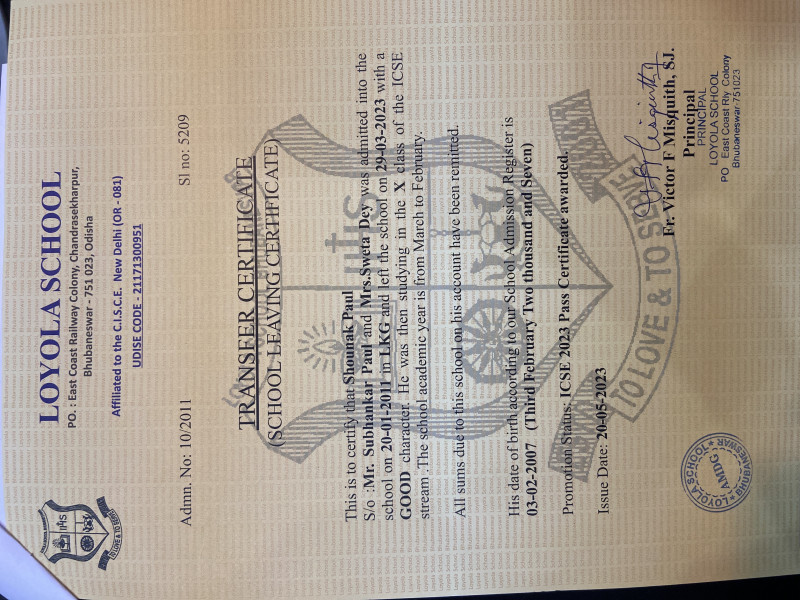 LOYOLA SCHOOL
PO. : East Coast Railway Colony, Chandrasekharpur,
Bhubaneswar - 751 023, Odisha
Affiliated to the C.I.S.C.E. New Delhi (OR - 081)
UDISE CODE - 21171300951
Admn. No: 10/2011 Sl no: 5209
TRANSFER CERTIFICATE
(SCHOOL LEAVING CERTIFICATE)
This is to certify that Shourak Paul
S/o :Mr. Subhankar Paul and Mrs.Sweta Dey was admitted into the
school on 20-01-2011 in LKG and left the school on 29-03-2023 with a
GOOD character. He was then studying in the X class of the ICSE
stream .The school academic year is from March to February.
All sums due to this school on his account have been remitted.
His date of birth according to our School Admission Register is
03-02-2007 (Third February Two thousand and Seven)
Promotion Status: ICSE 2023 Pass Certificate awarded.
Issue Date: 20-05-2023
Fr. Victor F Misquith, SJ.
Principal
PRINCIPAL
LOYOLA SCHOOL
PO East Coast Rly Colony
Bhubaneswar-751023
LOYOLA SCHOOL
AMDG
BHUBANESWAR
TO LOVE & TO SERVE